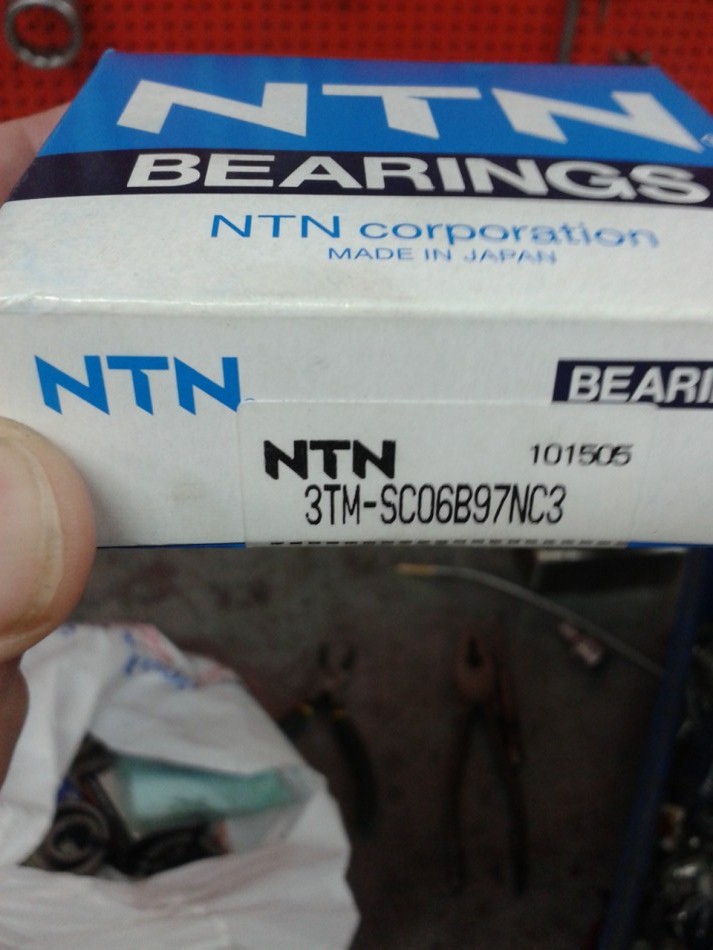 NTN
BEARINGS
NTN corporation
MADE IN JAPAN
NTN
BEARI
NTN
101505
3TM-SC06B97NC3